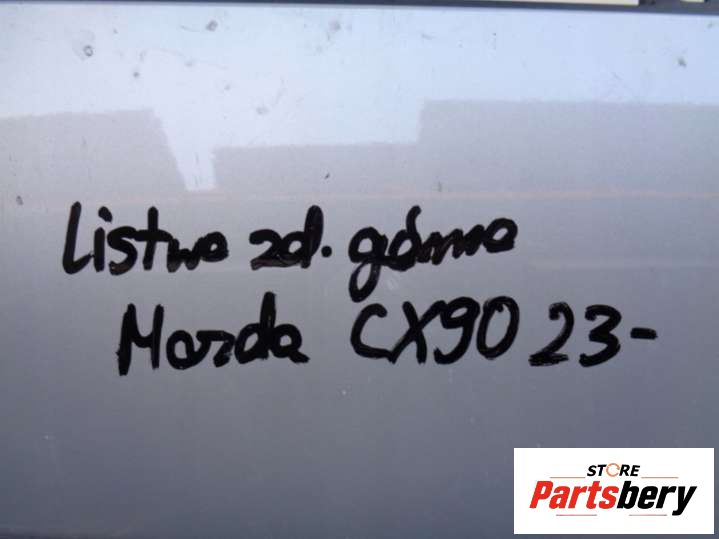 Listwa zd. górna
Mazda CX90 23-
STORE
Partsbery